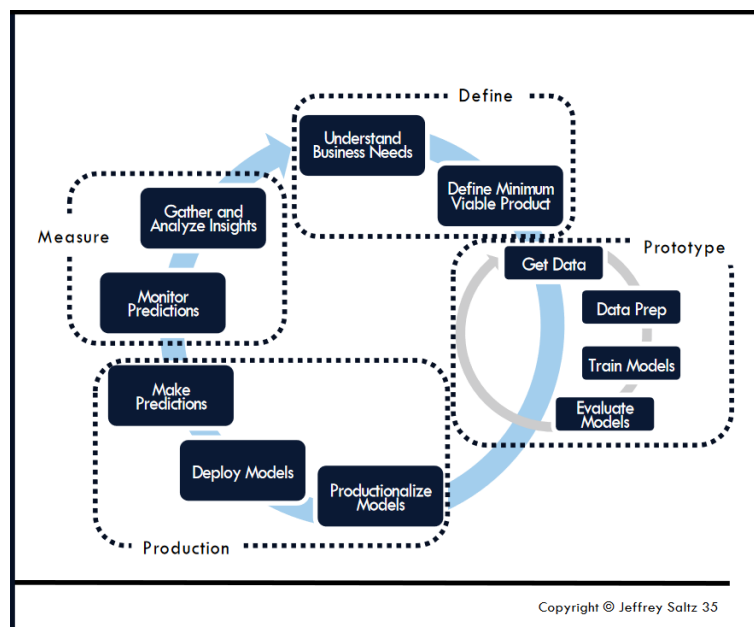 Define
Understand
Business Needs
Define Minimum
Viable Product
Prototype
Get Data
Data Prep
Train Models
Evaluate
Models
Production
Productionalize
Models
Deploy Models
Make
Predictions
Measure
Monitor
Predictions
Gather and
Analyze Insights
Copyright © Jeffrey Saltz 35